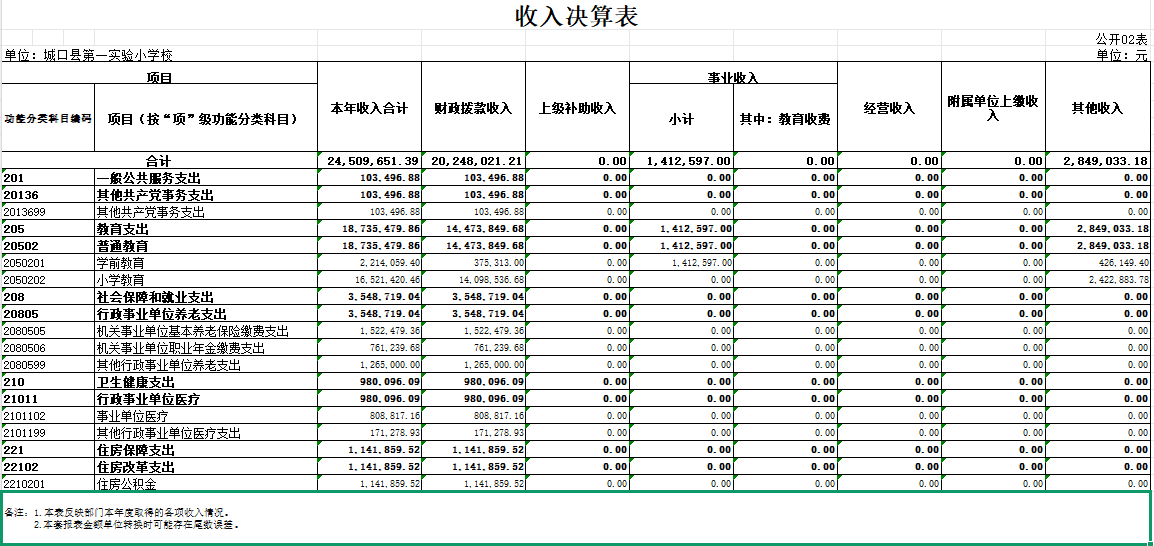 收入决算表
公开02表
单位：城口县第一实验小学校 单位：元
项目 本年收入合计 财政拨款收入 上级补助收入 事业收入 经营收入 附属单位上缴收入 其他收入
功能分类科目编码 项目（按“项”级功能分类科目） 小计 其中：教育收费
合计 24,509,651.39 20,248,021.21 0.00 1,412,597.00 0.00 0.00 0.00 2,849,033.18
201 一般公共服务支出 103,496.88 103,496.88 0.00 0.00 0.00 0.00 0.00 0.00
20136 其他共产党事务支出 103,496.88 103,496.88 0.00 0.00 0.00 0.00 0.00 0.00
2013699 其他共产党事务支出 103,496.88 103,496.88 0.00 0.00 0.00 0.00 0.00 0.00
205 教育支出 18,735,479.86 14,473,849.68 0.00 1,412,597.00 0.00 0.00 0.00 2,849,033.18
20502 普通教育 18,735,479.86 14,473,849.68 0.00 1,412,597.00 0.00 0.00 0.00 2,849,033.18
2050201 学前教育 2,214,059.40 375,313.00 0.00 1,412,597.00 0.00 0.00 0.00 426,149.40
2050202 小学教育 16,521,420.46 14,098,536.68 0.00 0.00 0.00 0.00 0.00 2,422,883.78
208 社会保障和就业支出 3,548,719.04 3,548,719.04 0.00 0.00 0.00 0.00 0.00 0.00
20805 行政事业单位养老支出 3,548,719.04 3,548,719.04 0.00 0.00 0.00 0.00 0.00 0.00
2080505 机关事业单位基本养老保险缴费支出 1,522,479.36 1,522,479.36 0.00 0.00 0.00 0.00 0.00 0.00
2080506 机关事业单位职业年金缴费支出 761,239.68 761,239.68 0.00 0.00 0.00 0.00 0.00 0.00
2080599 其他行政事业单位养老支出 1,265,000.00 1,265,000.00 0.00 0.00 0.00 0.00 0.00 0.00
210 卫生健康支出 980,096.09 980,096.09 0.00 0.00 0.00 0.00 0.00 0.00
21011 行政事业单位医疗 980,096.09 980,096.09 0.00 0.00 0.00 0.00 0.00 0.00
2101102 事业单位医疗 808,817.16 808,817.16 0.00 0.00 0.00 0.00 0.00 0.00
2101199 其他行政事业单位医疗支出 171,278.93 171,278.93 0.00 0.00 0.00 0.00 0.00 0.00
221 住房保障支出 1,141,859.52 1,141,859.52 0.00 0.00 0.00 0.00 0.00 0.00
22102 住房改革支出 1,141,859.52 1,141,859.52 0.00 0.00 0.00 0.00 0.00 0.00
2210201 住房公积金 1,141,859.52 1,141,859.52 0.00 0.00 0.00 0.00 0.00 0.00
备注：1.本表反映部门本年度取得的各项收入情况。
2.本套报表金额单位转换时可能存在尾数误差。